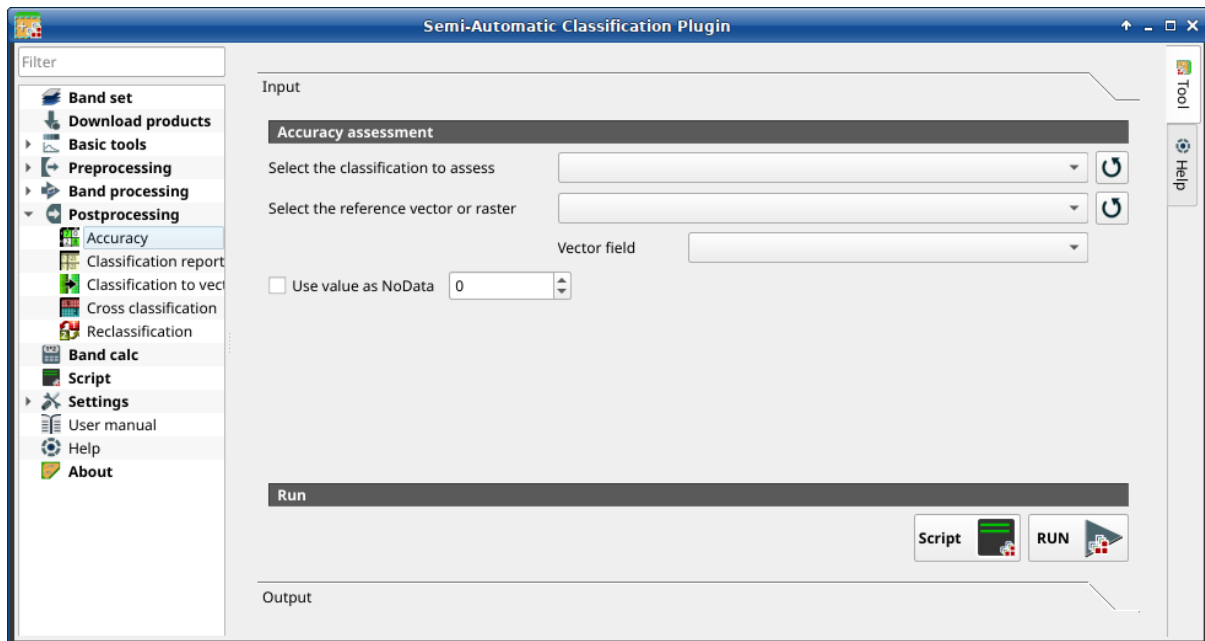 Semi-Automatic Classification Plugin
Filter
Band set
Download products
Basic tools
Preprocessing
Band processing
Postprocessing
Accuracy
Classification report
Classification to vect
Cross classification
Reclassification
Band calc
Script
Settings
User manual
Help
About
Input
Accuracy assessment
Select the classification to assess
Select the reference vector or raster
Vector field
Use value as NoData 0
Run
Script RUN
Output
Tool
Help